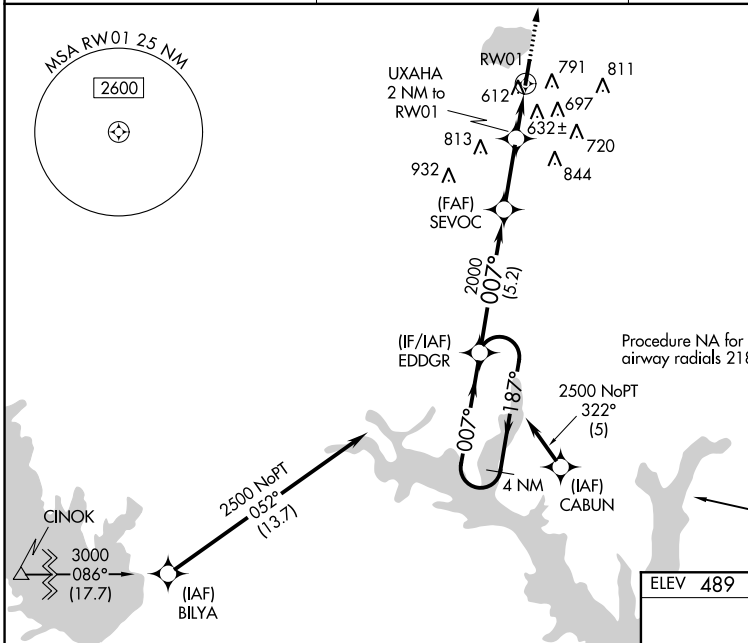 MSA RW01 25 NM
2600
RW01
791
811
UXAHA
2 NM to
RW01
612
697
632±
720
813
844
932
(FAF)
SEVOC
2000
007°
(5.2)
(IF/IAF)
EDDGR
Procedure NA for
airway radials 218
007°
187°
2500 NoPT
322°
(5)
4 NM
(IAF)
CABUN
2500 NoPT
052°
(13.7)
CINOK
3000
086°
(17.7)
(IAF)
BILYA
ELEV 489